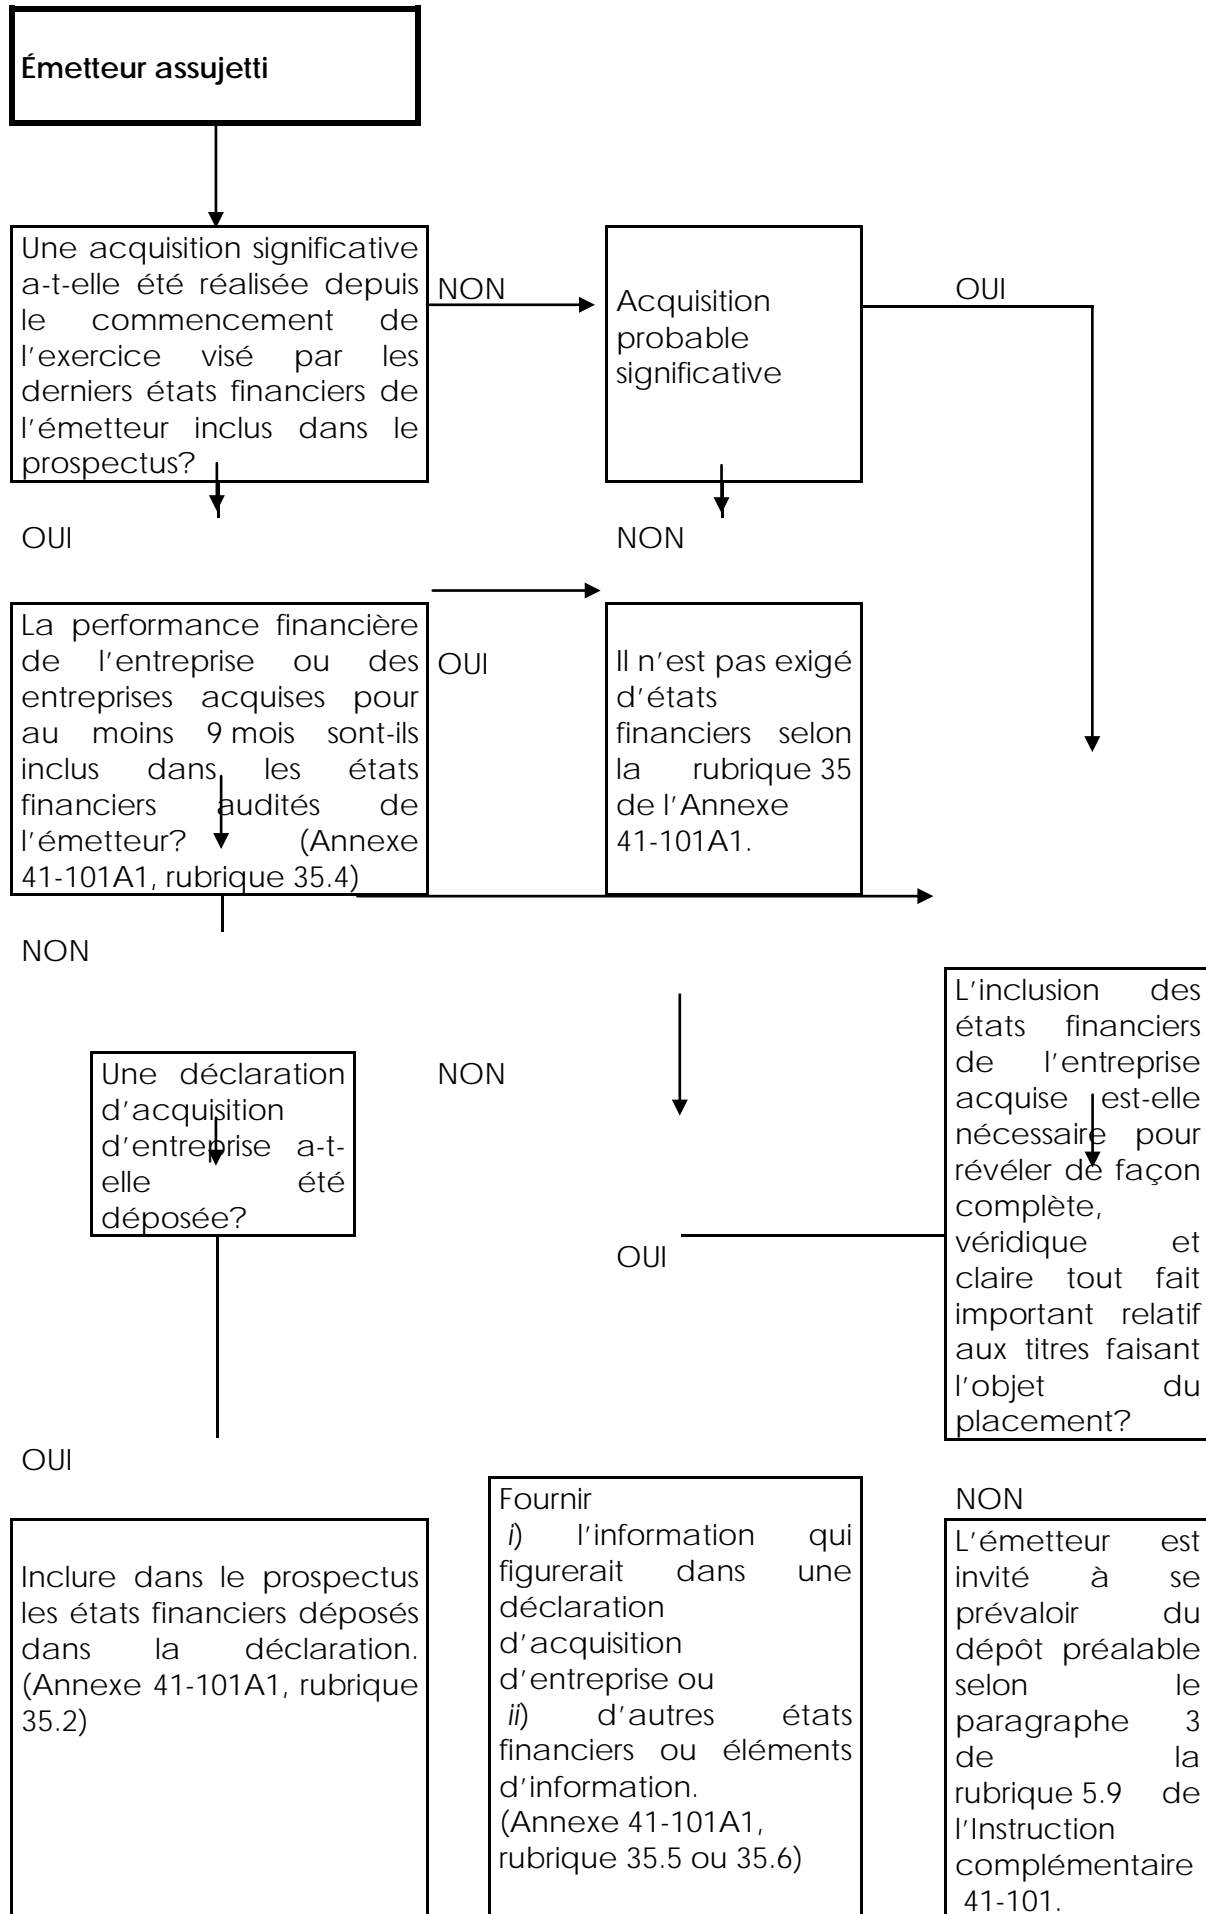 Émetteur assujetti
Une acquisition significative
a-t-elle été réalisée depuis
le commencement de
l'exercice visé par les
derniers états financiers de
l'émetteur inclus dans le
prospectus?
NON
Acquisition
probable
significative
OUI
OUI
NON
La performance financière
de l'entreprise ou des
entreprises acquises pour
au moins 9 mois sont-ils
inclus dans les états
financiers audités de
l'émetteur? (Annexe
41-101A1, rubrique 35.4)
OUI
Il n'est pas exigé
d'états
financiers selon
la rubrique 35
de l'Annexe
41-101A1.
NON
Une déclaration
d'acquisition
d'entreprise a-t-
elle été
déposée?
NON
OUI
L'inclusion des
états financiers
de l'entreprise
acquise est-elle
nécessaire pour
révéler de façon
complète,
véridique et
claire tout fait
important relatif
aux titres faisant
l'objet du
placement?
OUI
Inclure dans le prospectus
les états financiers déposés
dans la déclaration.
(Annexe 41-101A1, rubrique
35.2)
Fournir
i) l'information qui
figurerait dans une
déclaration
d'acquisition
d'entreprise ou
ii) d'autres états
financiers ou éléments
d'information.
(Annexe 41-101A1,
rubrique 35.5 ou 35.6)
NON
L'émetteur est
invité à se
prévaloir du
dépôt préalable
selon le
paragraphe 3
de la
rubrique 5.9 de
l'Instruction
complémentaire
41-101.